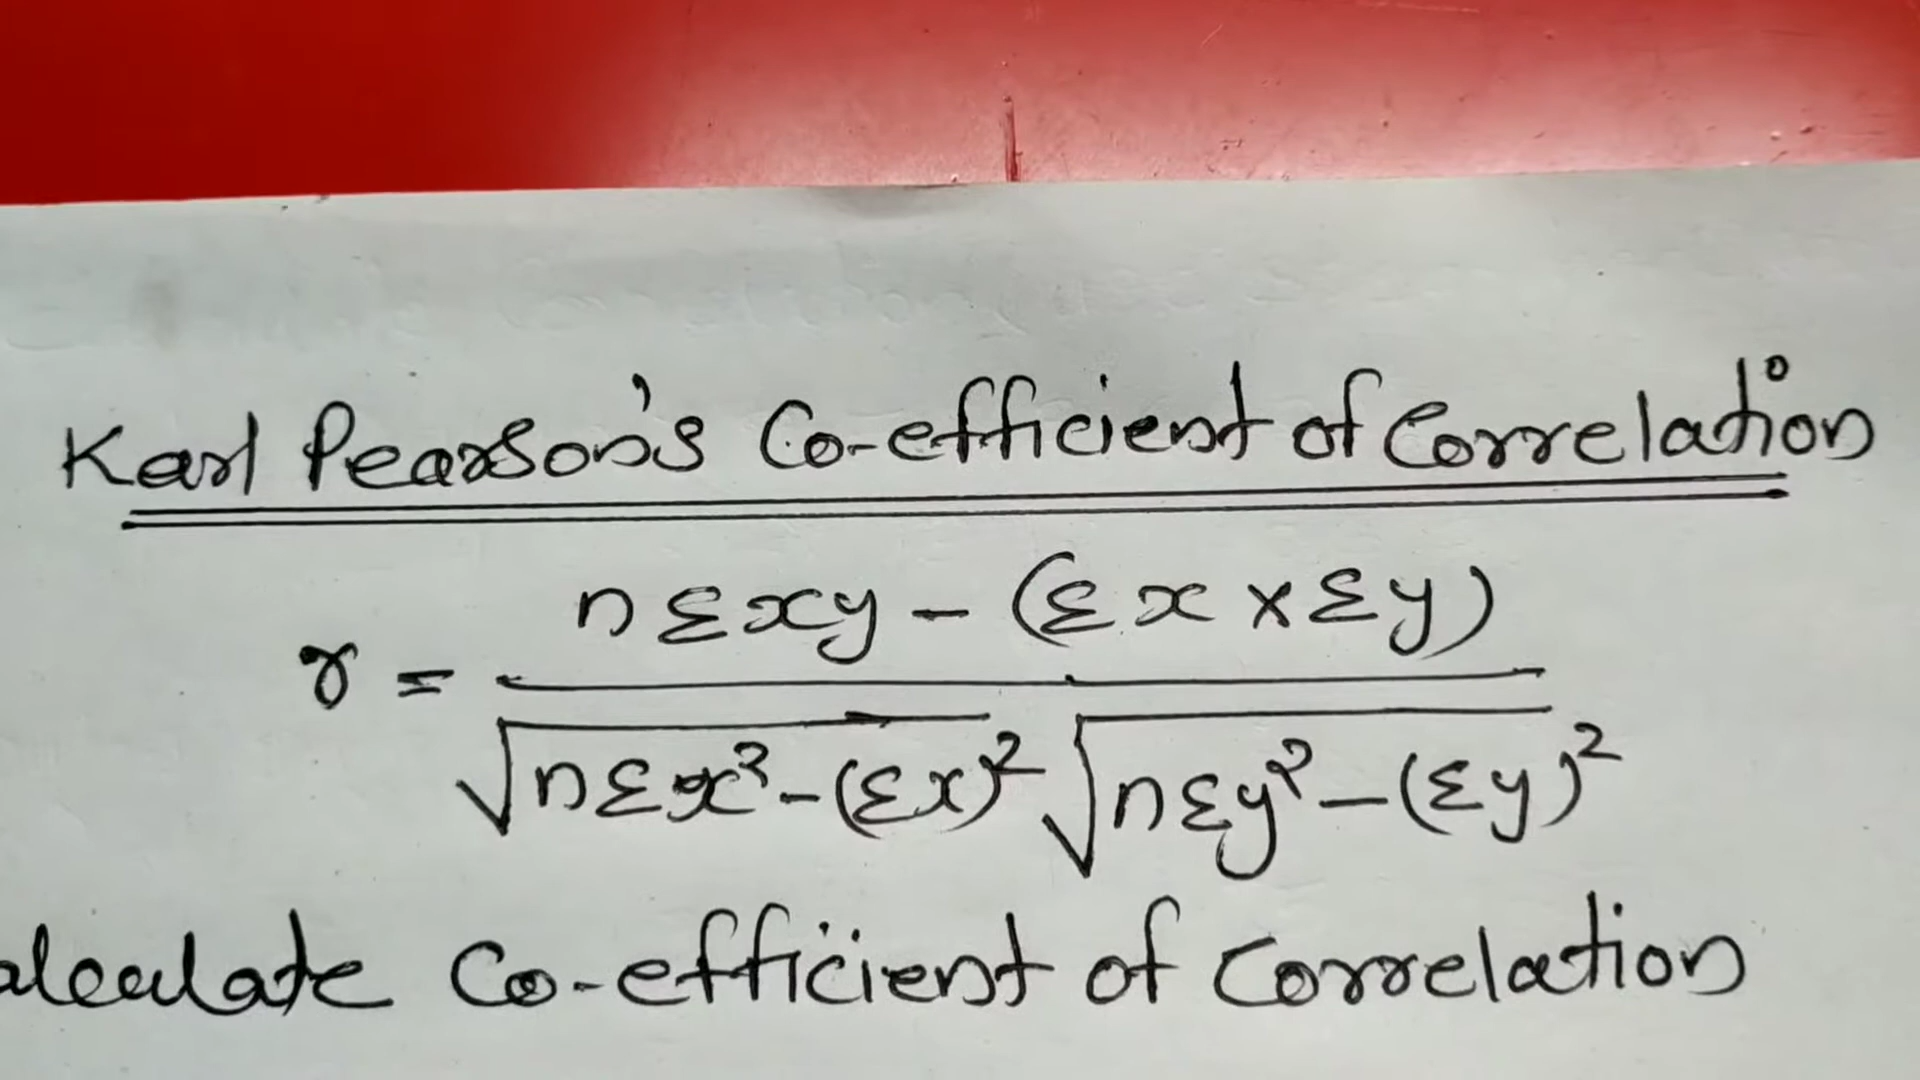 Karl Pearson's Co-efficient of Correlation
r = nΣxy - (Σx × Σy) / √nΣx² - (Σx)² √nΣy² - (Σy)²
alculate Co-efficient of Correlation